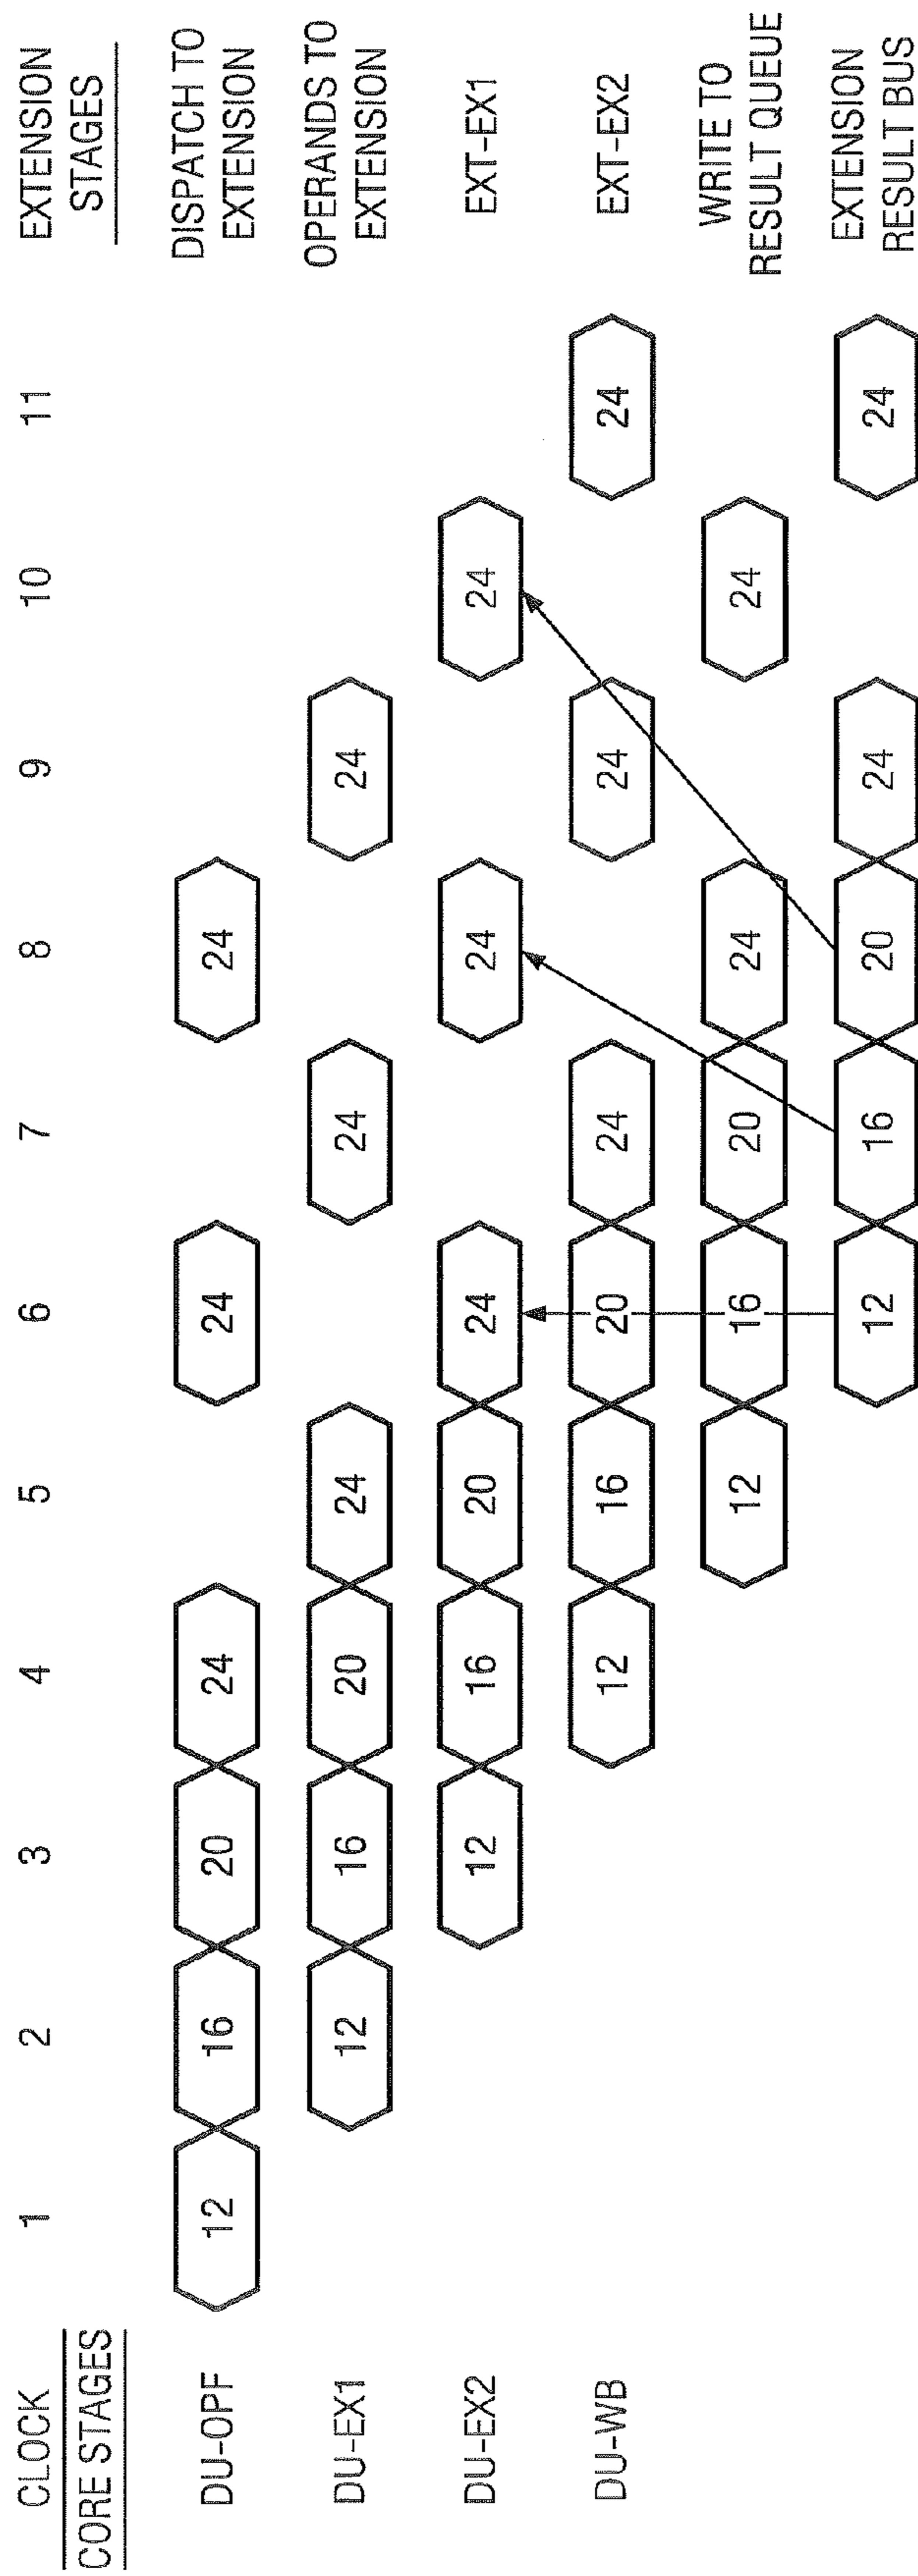 CLOCK 1 2 3 4 5 6 7 8 9 10 11 EXTENSION
CORE STAGES STAGES
DU-OPF 12 16 20 24 24 24 DISPATCH TO
EXTENSION
DU-EX1 12 16 20 24 24 24 OPERANDS TO
EXTENSION
DU-EX2 12 16 20 24 24 24 EXT-EX1
DU-WB 12 16 20 24 24 24 EXT-EX2
12 16 20 24 24 WRITE TO
RESULT QUEUE
12 16 20 24 24 EXTENSION
RESULT BUS